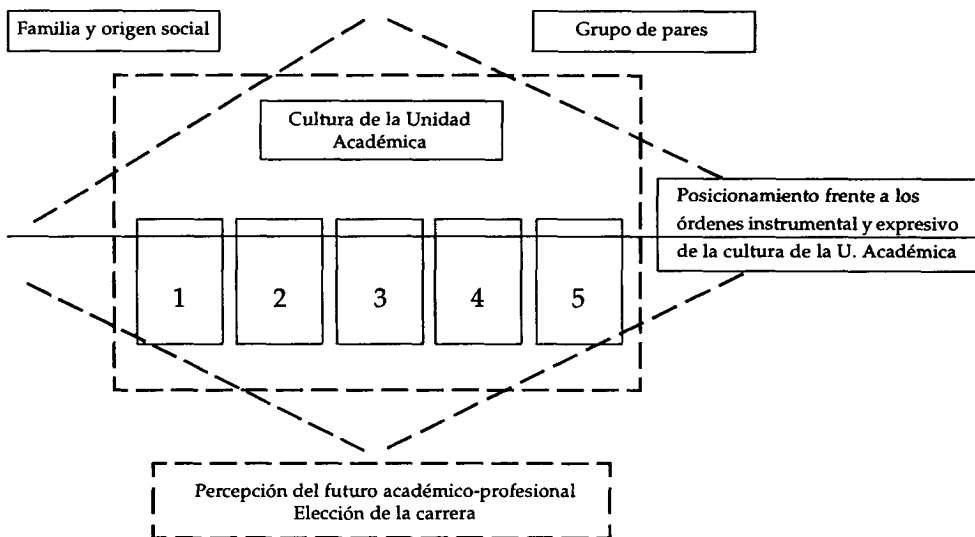 Familia y origen social
Grupo de pares
Cultura de la Unidad
Académica
Posicionamiento frente a los
órdenes instrumental y expresivo
de la cultura de la U. Académica
1 2 3 4 5
Percepción del futuro académico-profesional
Elección de la carrera